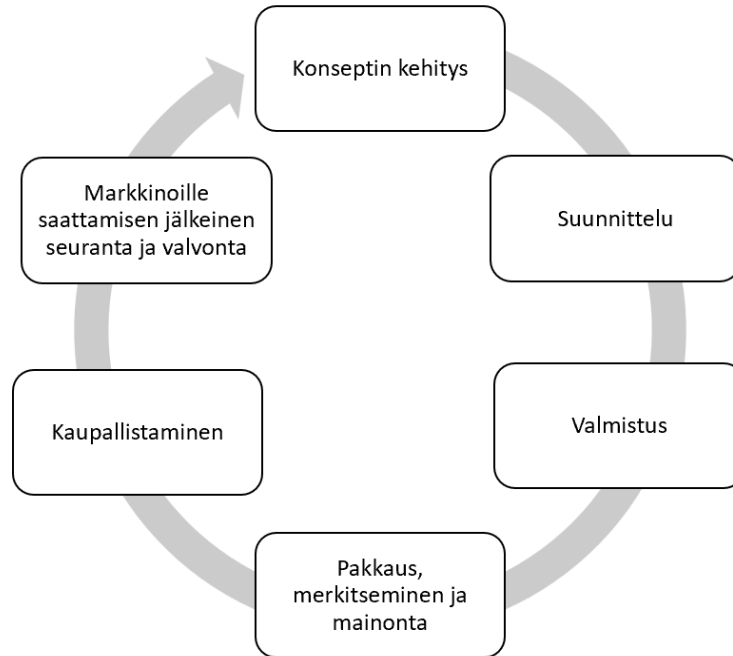 Konseptin kehitys
Suunnittelu
Valmistus
Pakkaus,
merkitseminen ja
mainonta
Kaupallistaminen
Markkinoille
saattamisen jälkeinen
seuranta ja valvonta